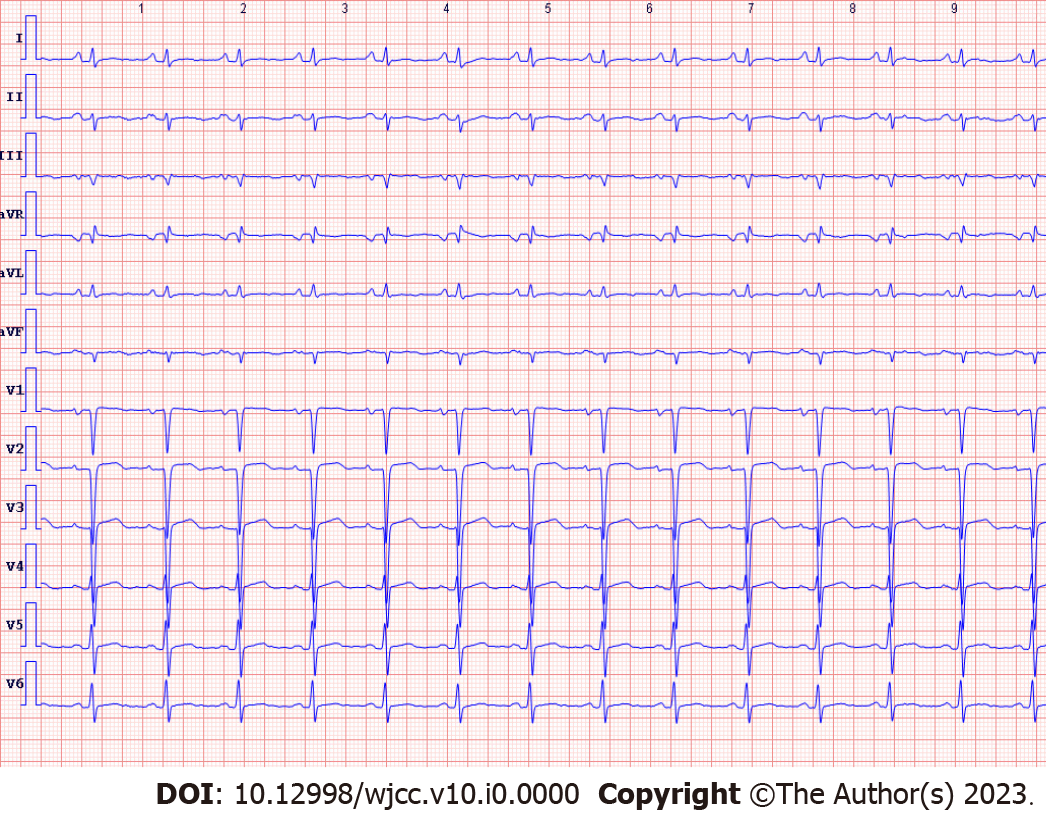 1 2 3 4 5 6 7 8 9
I
II
III
aVR
aVL
aVF
V1
V2
V3
V4
V5
V6
DOI: 10.12998/wjcc.v10.i0.0000 Copyright ©The Author(s) 2023.